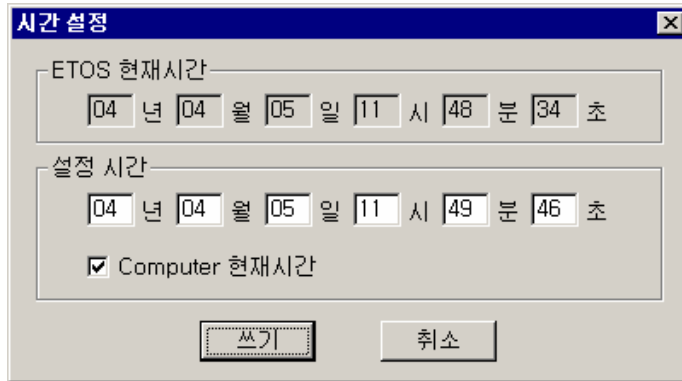 시간 설정
ETOS 현재시간
04 년 04 월 05 일 11 시 48 분 34 초
설정 시간
04 년 04 월 05 일 11 시 49 분 46 초
Computer 현재시간
쓰기 취소